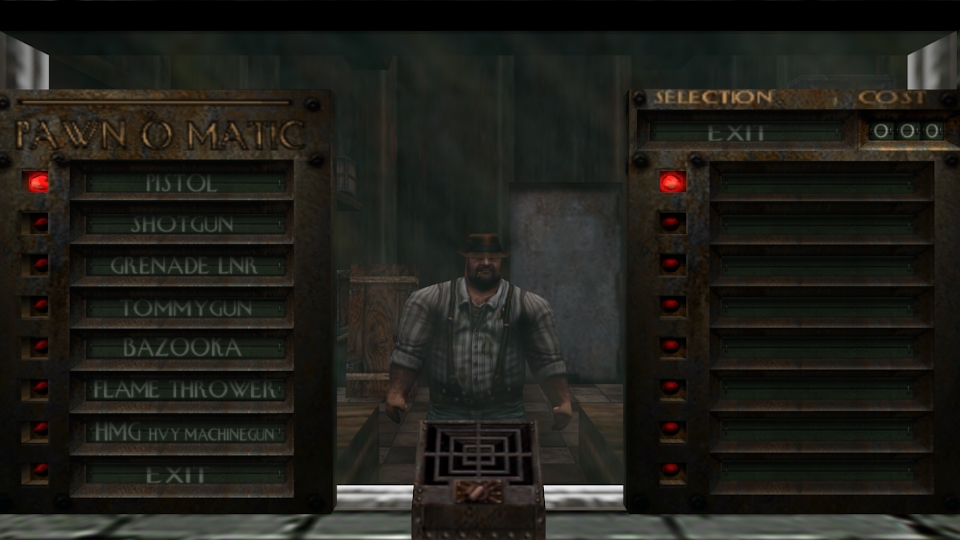 PAWN O MATIC
PISTOL
SHOTGUN
GRENADE LNR
TOMMYGUN
BAZOOKA
FLAME THROWER
HMG HVY MACHINEGUN
EXIT
SELECTION COST
EXIT 000